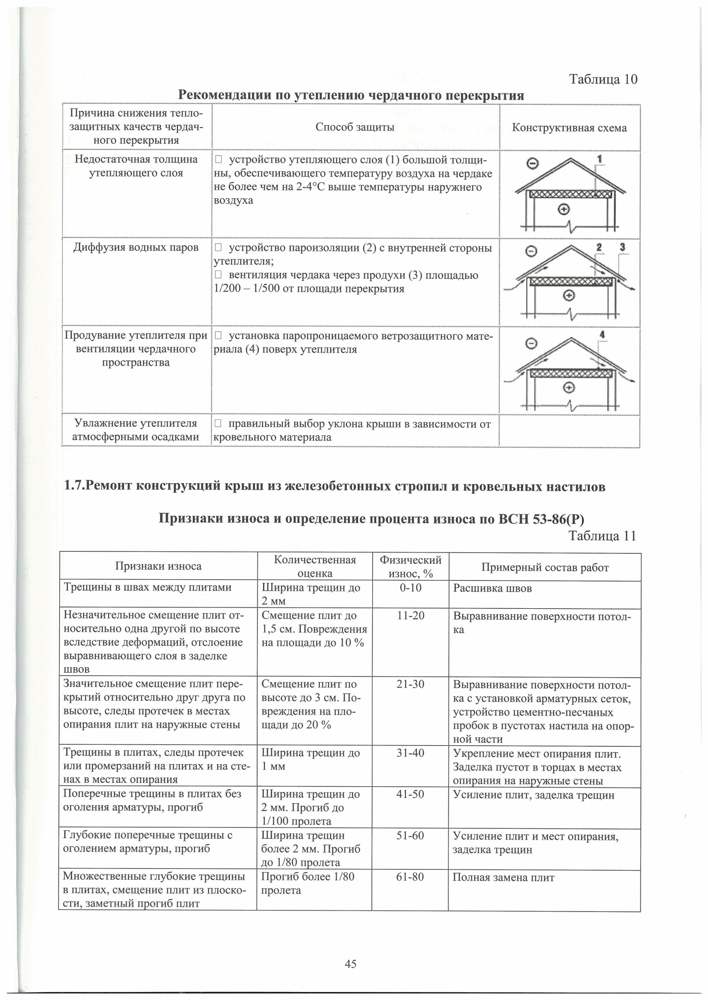 Таблица 10
Рекомендации по утеплению чердачного перекрытия
Причина снижения тепло-
защитных качеств чердач-
ного перекрытия
Способ защиты
Конструктивная схема
Недостаточная толщина
утепляющего слоя
□ устройство утепляющего слоя (1) большой толщи-
ны, обеспечивающего температуру воздуха на чердаке
не более чем на 2-4°С выше температуры наружнего
воздуха
1
Диффузия водных паров
□ устройство пароизоляции (2) с внутренней стороны
утеплителя;
□ вентиляция чердака через продухи (3) площадью
1/200 – 1/500 от площади перекрытия
2 3
Продувание утеплителя при
вентиляции чердачного
пространства
□ установка паропроницаемого ветрозащитного мате-
риала (4) поверх утеплителя
4
Увлажнение утеплителя
атмосферными осадками
□ правильный выбор уклона крыши в зависимости от
кровельного материала
1.7.Ремонт конструкций крыш из железобетонных стропил и кровельных настилов
Признаки износа и определение процента износа по ВСН 53-86(Р)
Таблица 11
Признаки износа
Количественная
оценка
Физический
износ, %
Примерный состав работ
Трещины в швах между плитами
Ширина трещин до
2 мм
0-10
Расшивка швов
Незначительное смещение плит от-
носительно одна другой по высоте
вследствие деформаций, отслоение
выравнивающего слоя в заделке
швов
Смещение плит до
1,5 см. Повреждения
на площади до 10 %
11-20
Выравнивание поверхности потол-
ка
Значительное смещение плит пере-
крытий относительно друг друга по
высоте, следы протечек в местах
опирания плит на наружные стены
Смещение плит по
высоте до 3 см. По-
вреждения на пло-
щади до 20 %
21-30
Выравнивание поверхности потол-
ка с установкой арматурных сеток,
устройство цементно-песчаных
пробок в пустотах настила на опор-
ной части
Трещины в плитах, следы протечек
или промерзаний на плитах и на сте-
нах в местах опирания
Ширина трещин до
1 мм
31-40
Укрепление мест опирания плит.
Заделка пустот в торцах в местах
опирания на наружные стены
Поперечные трещины в плитах без
оголения арматуры, прогиб
Ширина трещин до
2 мм. Прогиб до
1/100 пролета
41-50
Усиление плит, заделка трещин
Глубокие поперечные трещины с
оголением арматуры, прогиб
Ширина трещин
более 2 мм. Прогиб
до 1/80 пролета
51-60
Усиление плит и мест опирания,
заделка трещин
Множественные глубокие трещины
в плитах, смещение плит из плоско-
сти, заметный прогиб плит
Прогиб более 1/80
пролета
61-80
Полная замена плит
45